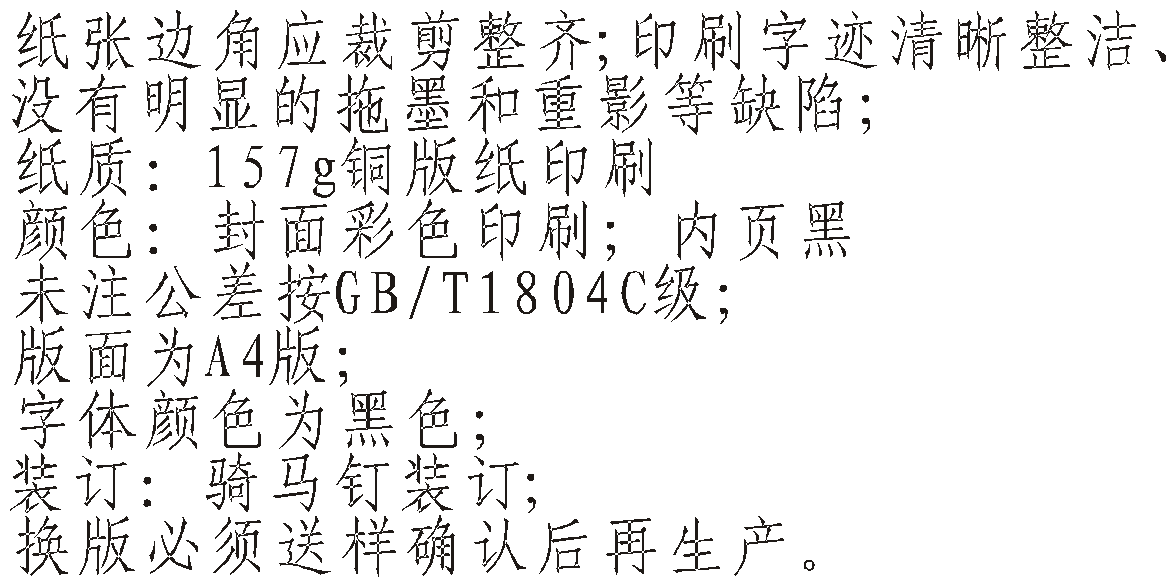 纸张边角应裁剪整齐;印刷字迹清晰整洁、
没有明显的拖墨和重影等缺陷;
纸质: 157g铜版纸印刷
颜色: 封面彩色印刷; 内页黑
未注公差按GB/T1804C级;
版面为A4版;
字体颜色为黑色;
装订: 骑马钉装订;
换版必须送样确认后再生产。